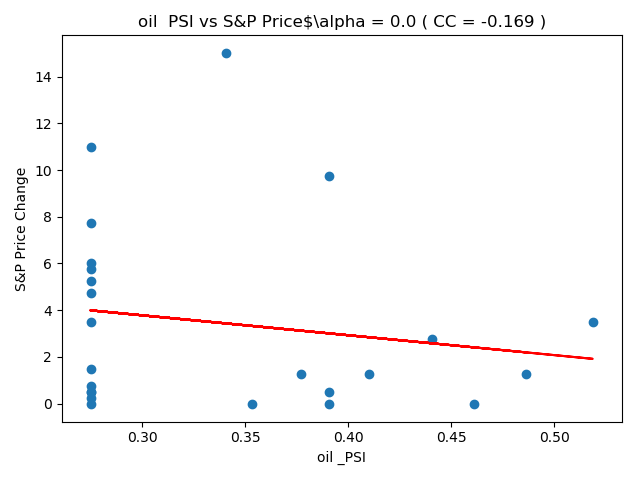 oil  PSI vs S&P Price$\alpha = 0.0 ( CC = -0.169 )
S&P Price Change
14
12
10
8
6
4
2
0
0.30 0.35 0.40 0.45 0.50
oil _PSI